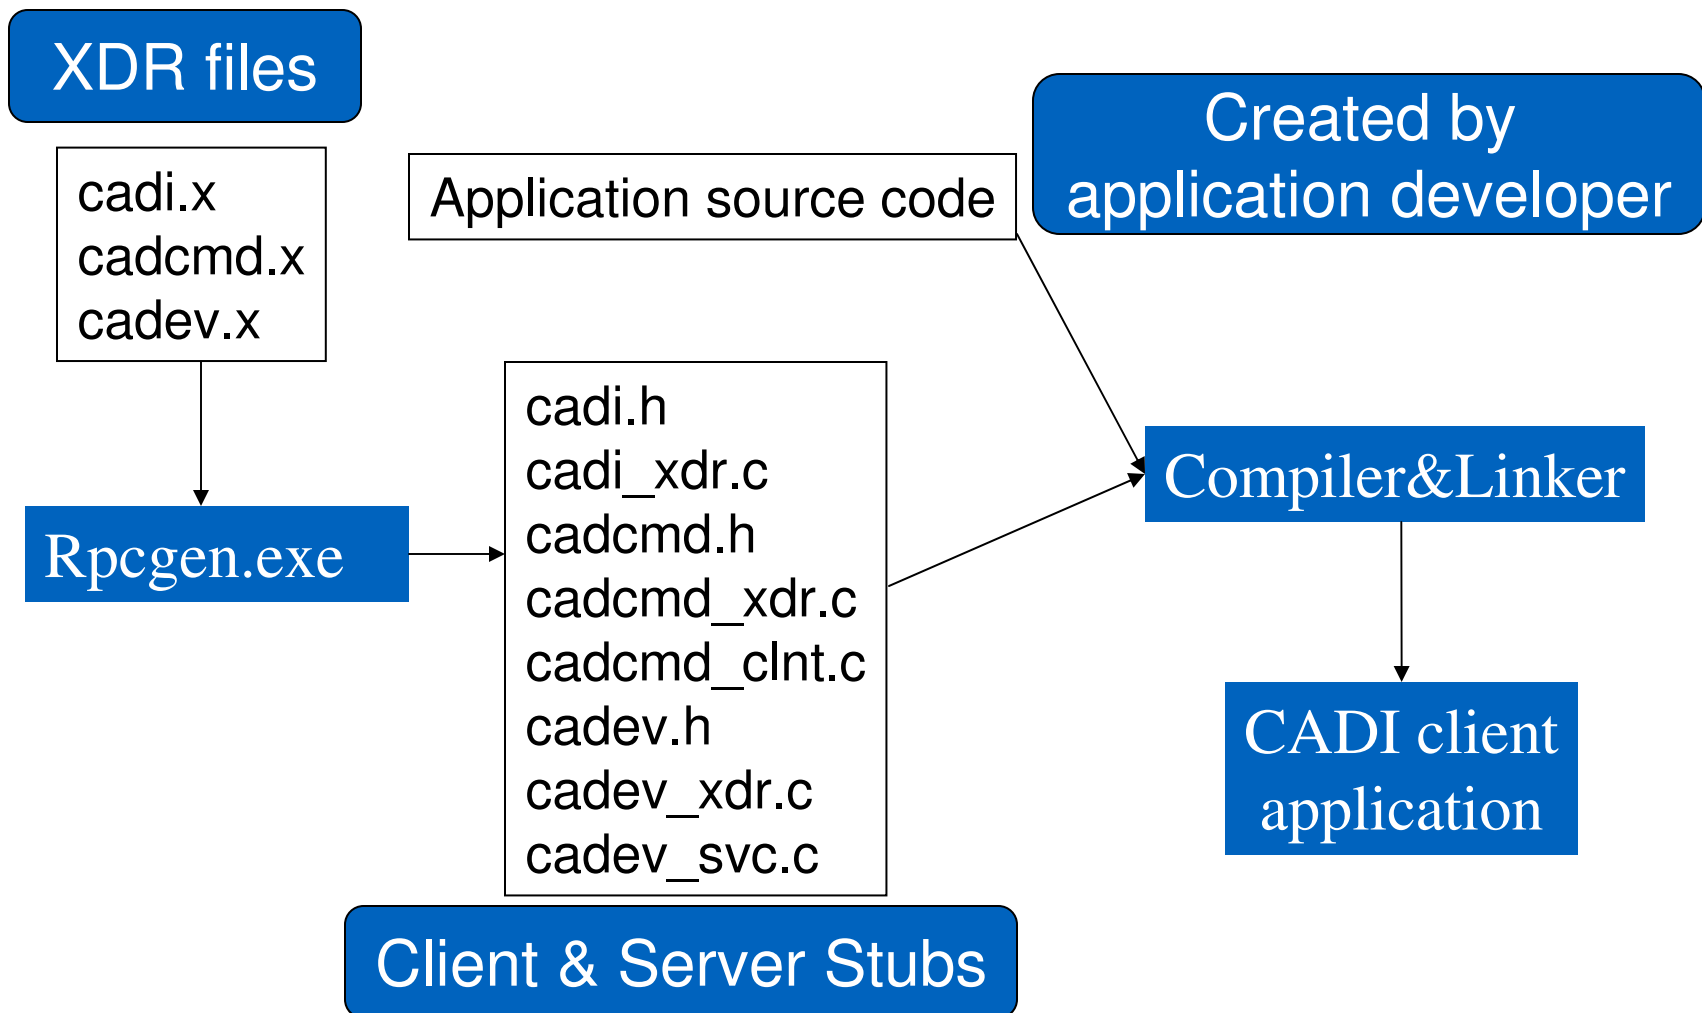 XDR files
cadi.x
cadcmd.x
cadev.x
Application source code
Created by
application developer
Rpcgen.exe
cadi.h
cadi_xdr.c
cadcmd.h
cadcmd_xdr.c
cadcmd_clnt.c
cadev.h
cadev_xdr.c
cadev_svc.c
Client & Server Stubs
Compiler&Linker
CADI client
application